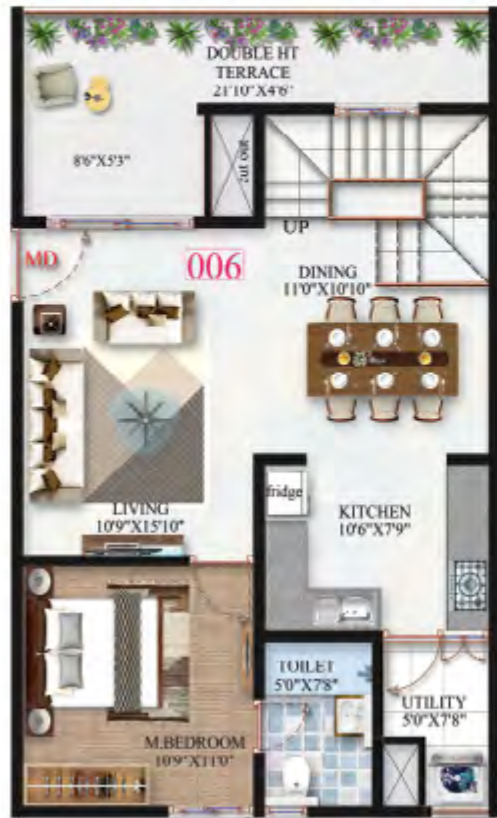 DOUBLE HT
TERRACE
21'10"X4'6"
8'6"X5'3"
cut out
UP
MD
006
DINING
11'0"X10'10"
fridge
LIVING
10'9"X15'10"
KITCHEN
10'6"X7'9"
TOILET
5'0"X7'8"
UTILITY
5'0"X7'8"
M.BEDROOM
10'9"X11'0"